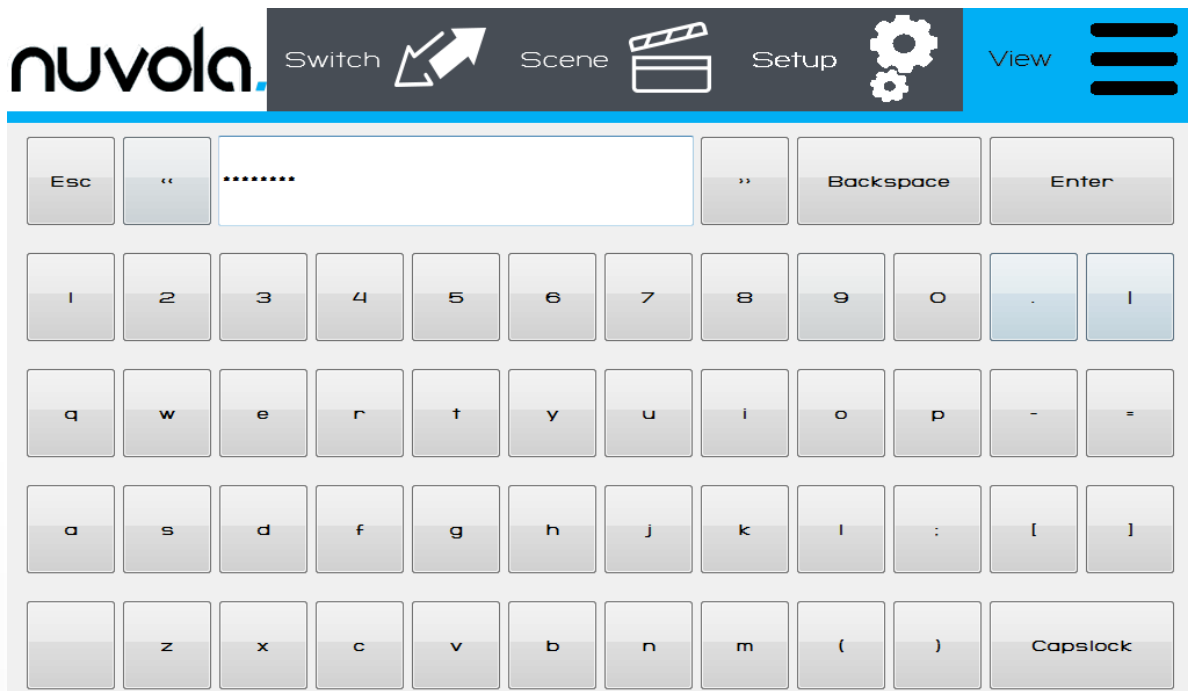 nuvola.
Switch Scene Setup View
Esc ‹‹ ******** ›› Backspace Enter
1 2 3 4 5 6 7 8 9 0 . |
q w e r t y u i o p - =
a s d f g h j k l ; [ ]
z x c v b n m ( ) Capslock